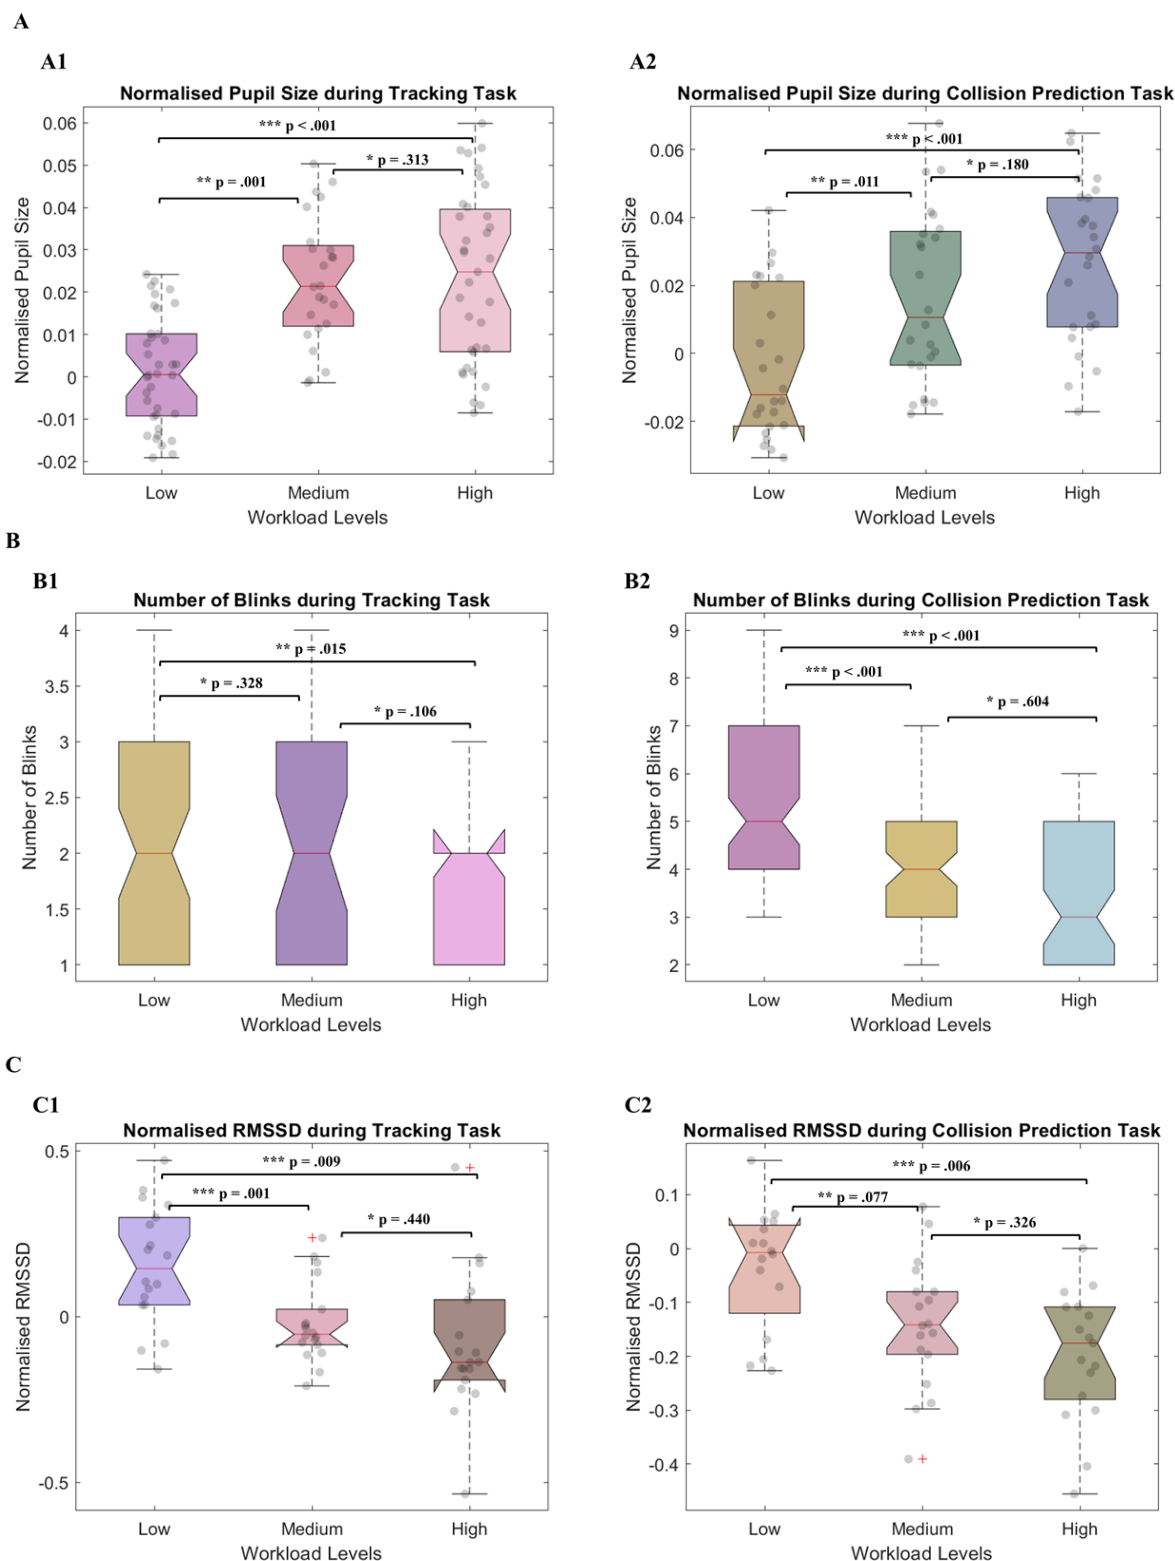 A
A1
Normalised Pupil Size during Tracking Task
Normalised Pupil Size
0.06
0.05
0.04
0.03
0.02
0.01
0
-0.01
-0.02
*** p < .001
* p = .313
** p = .001
Low Medium High
Workload Levels
A2
Normalised Pupil Size during Collision Prediction Task
Normalised Pupil Size
0.06
0.04
0.02
0
-0.02
*** p < .001
* p = .180
** p = .011
Low Medium High
Workload Levels
B
B1
Number of Blinks during Tracking Task
Number of Blinks
4
3.5
3
2.5
2
1.5
1
** p = .015
* p = .328
* p = .106
Low Medium High
Workload Levels
B2
Number of Blinks during Collision Prediction Task
Number of Blinks
9
8
7
6
5
4
3
2
*** p < .001
*** p < .001
* p = .604
Low Medium High
Workload Levels
C
C1
Normalised RMSSD during Tracking Task
Normalised RMSSD
0.5
0
-0.5
*** p = .009
*** p = .001
* p = .440
Low Medium High
Workload Levels
C2
Normalised RMSSD during Collision Prediction Task
Normalised RMSSD
0.1
0
-0.1
-0.2
-0.3
-0.4
*** p = .006
** p = .077
* p = .326
Low Medium High
Workload Levels